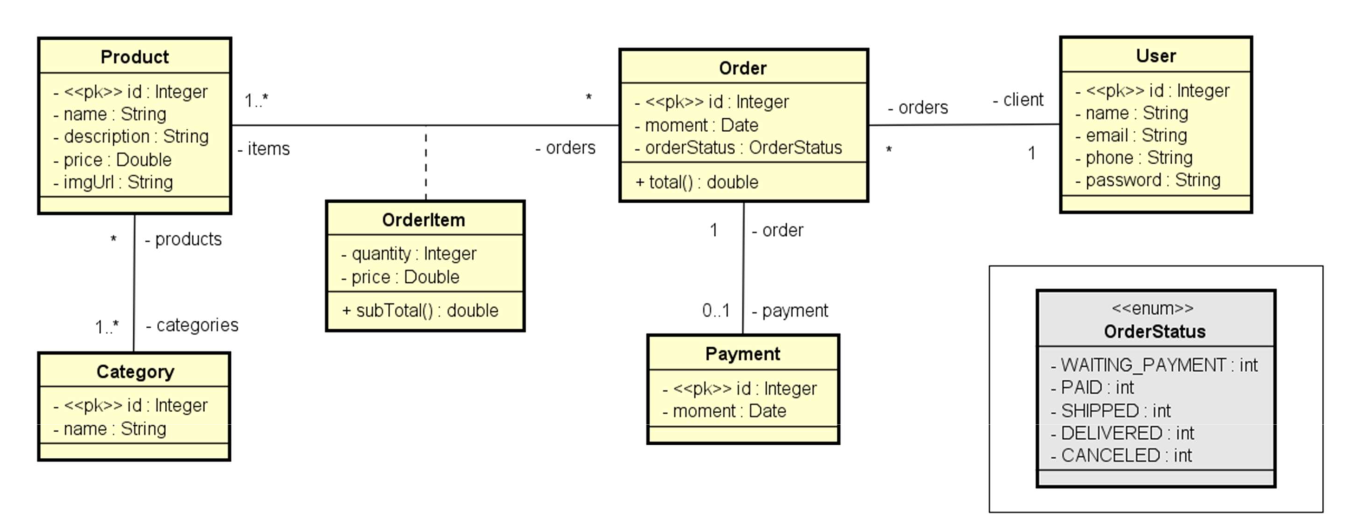 Product
- <<pk>> id : Integer
- name : String
- description : String
- price : Double
- imgUrl : String
1..*
- items
*
- orders
Order
- <<pk>> id : Integer
- moment : Date
- orderStatus : OrderStatus
+ total() : double
- orders
*
- client
1
User
- <<pk>> id : Integer
- name : String
- email : String
- phone : String
- password : String
OrderItem
- quantity : Integer
- price : Double
+ subTotal() : double
* - products
1..* - categories
Category
- <<pk>> id : Integer
- name : String
1 - order
0..1 - payment
Payment
- <<pk>> id : Integer
- moment : Date
<<enum>>
OrderStatus
- WAITING_PAYMENT : int
- PAID : int
- SHIPPED : int
- DELIVERED : int
- CANCELED : int